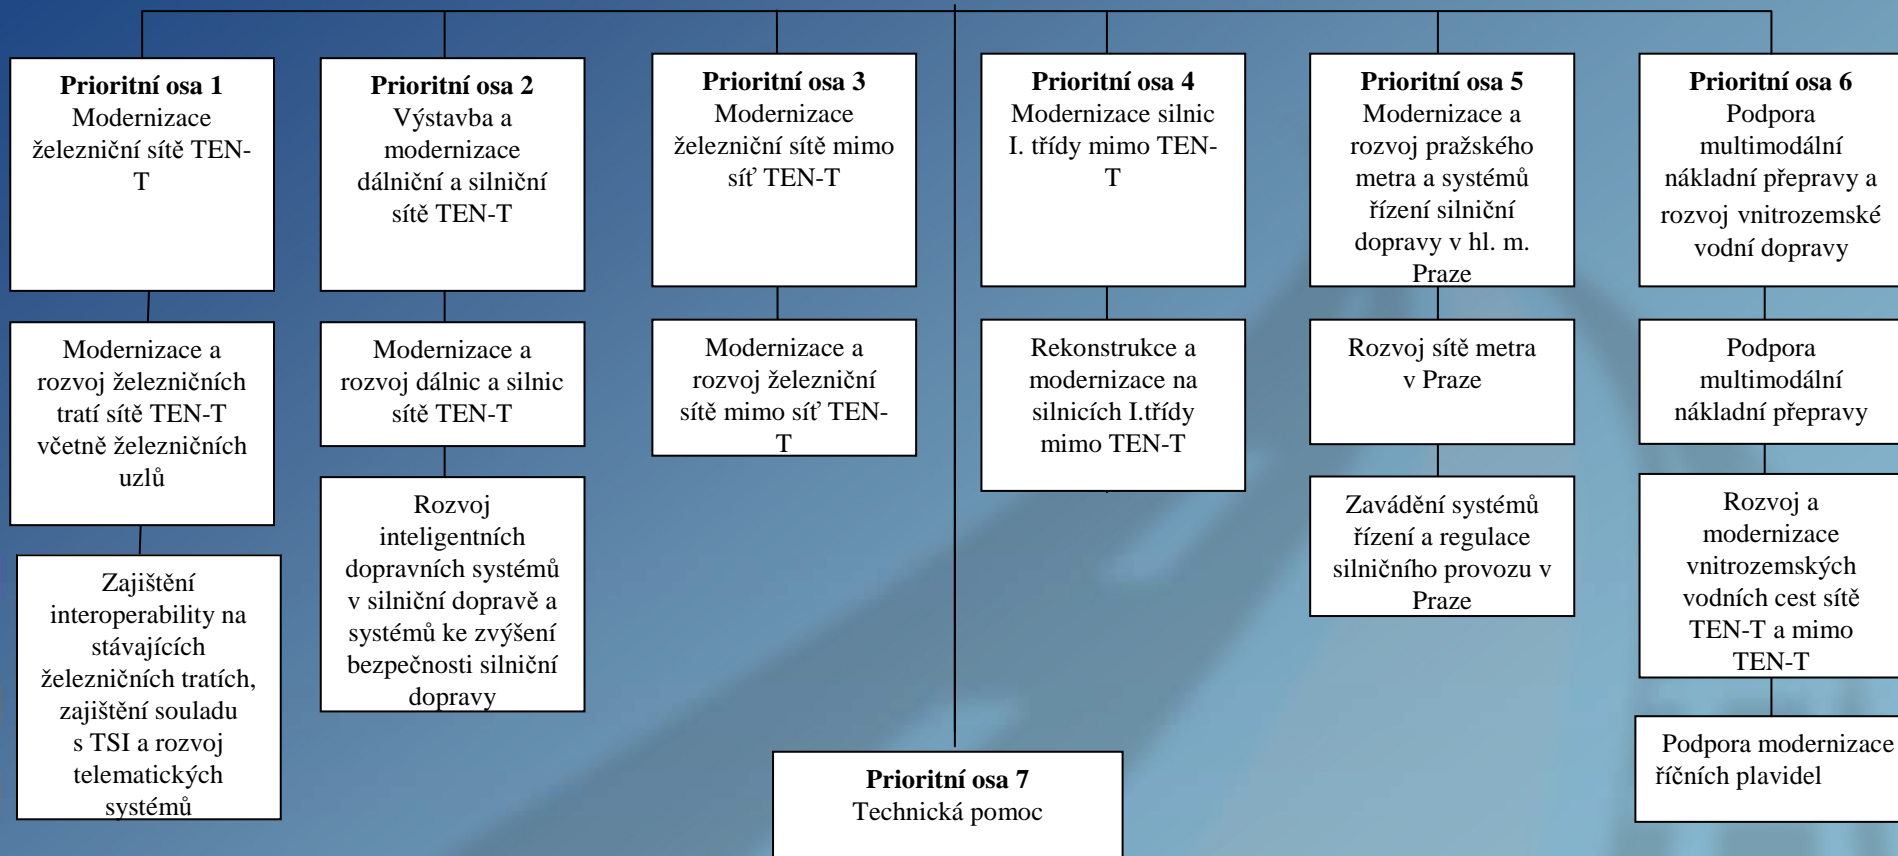 Prioritní osa 1
Modernizace
železniční sítě TEN-
T
Modernizace a
rozvoj železničních
tratí sítě TEN-T
včetně železničních
uzlů
Zajištění
interoperability na
stávajících
železničních tratích,
zajištění souladu
s TSI a rozvoj
telematických
systémů
Prioritní osa 2
Výstavba a
modernizace
dálniční a silniční
sítě TEN-T
Modernizace a
rozvoj dálnic a silnic
sítě TEN-T
Rozvoj
inteligentních
dopravních systémů
v silniční dopravě a
systémů ke zvýšení
bezpečnosti silniční
dopravy
Prioritní osa 3
Modernizace
železniční sítě mimo
síť TEN-T
Modernizace a
rozvoj železniční
sítě mimo síť TEN-
T
Prioritní osa 4
Modernizace silnic
I. třídy mimo TEN-
T
Rekonstrukce a
modernizace na
silnicích I.třídy
mimo TEN-T
Prioritní osa 5
Modernizace a
rozvoj pražského
metra a systémů
řízení silniční
dopravy v hl. m.
Praze
Rozvoj sítě metra
v Praze
Zavádění systémů
řízení a regulace
silničního provozu v
Praze
Prioritní osa 6
Podpora
multimodální
nákladní přepravy a
rozvoj vnitrozemské
vodní dopravy
Podpora
multimodální
nákladní přepravy
Rozvoj a
modernizace
vnitrozemských
vodních cest sítě
TEN-T a mimo
TEN-T
Podpora modernizace
říčních plavidel
Prioritní osa 7
Technická pomoc